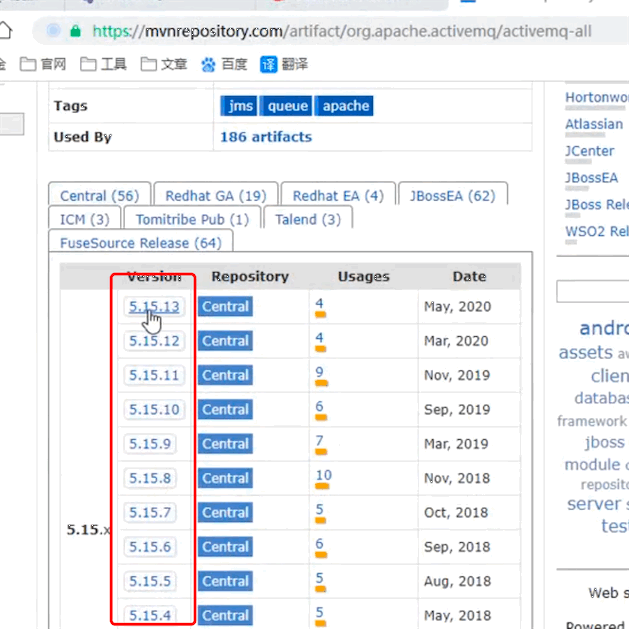 https://mvnrepository.com/artifact/org.apache.activemq/activemq-all
官网 工具 文章 百度 译 翻译
Tags jms queue apache
Used By 186 artifacts
Central (56) Redhat GA (19) Redhat EA (4) JBossEA (62)
ICM (3) Tomitribe Pub (1) Talend (3)
FuseSource Release (64)
Version Repository Usages Date
5.15.13 Central 4 May, 2020
5.15.12 Central 4 Mar, 2020
5.15.11 Central 9 Nov, 2019
5.15.10 Central 6 Sep, 2019
5.15.9 Central 7 Mar, 2019
5.15.8 Central 10 Nov, 2018
5.15.7 Central 5 Oct, 2018
5.15.x
5.15.6 Central 6 Sep, 2018
5.15.5 Central 5 Aug, 2018
5.15.4 Central 5 May, 2018
Hortonwo
Atlassian
JCenter
JBossEA
JBoss Rele
WSO2 Rel
andro
assets aw
clien
databas
framework
jboss
module c
reposito
server s
test
Web s
Powered